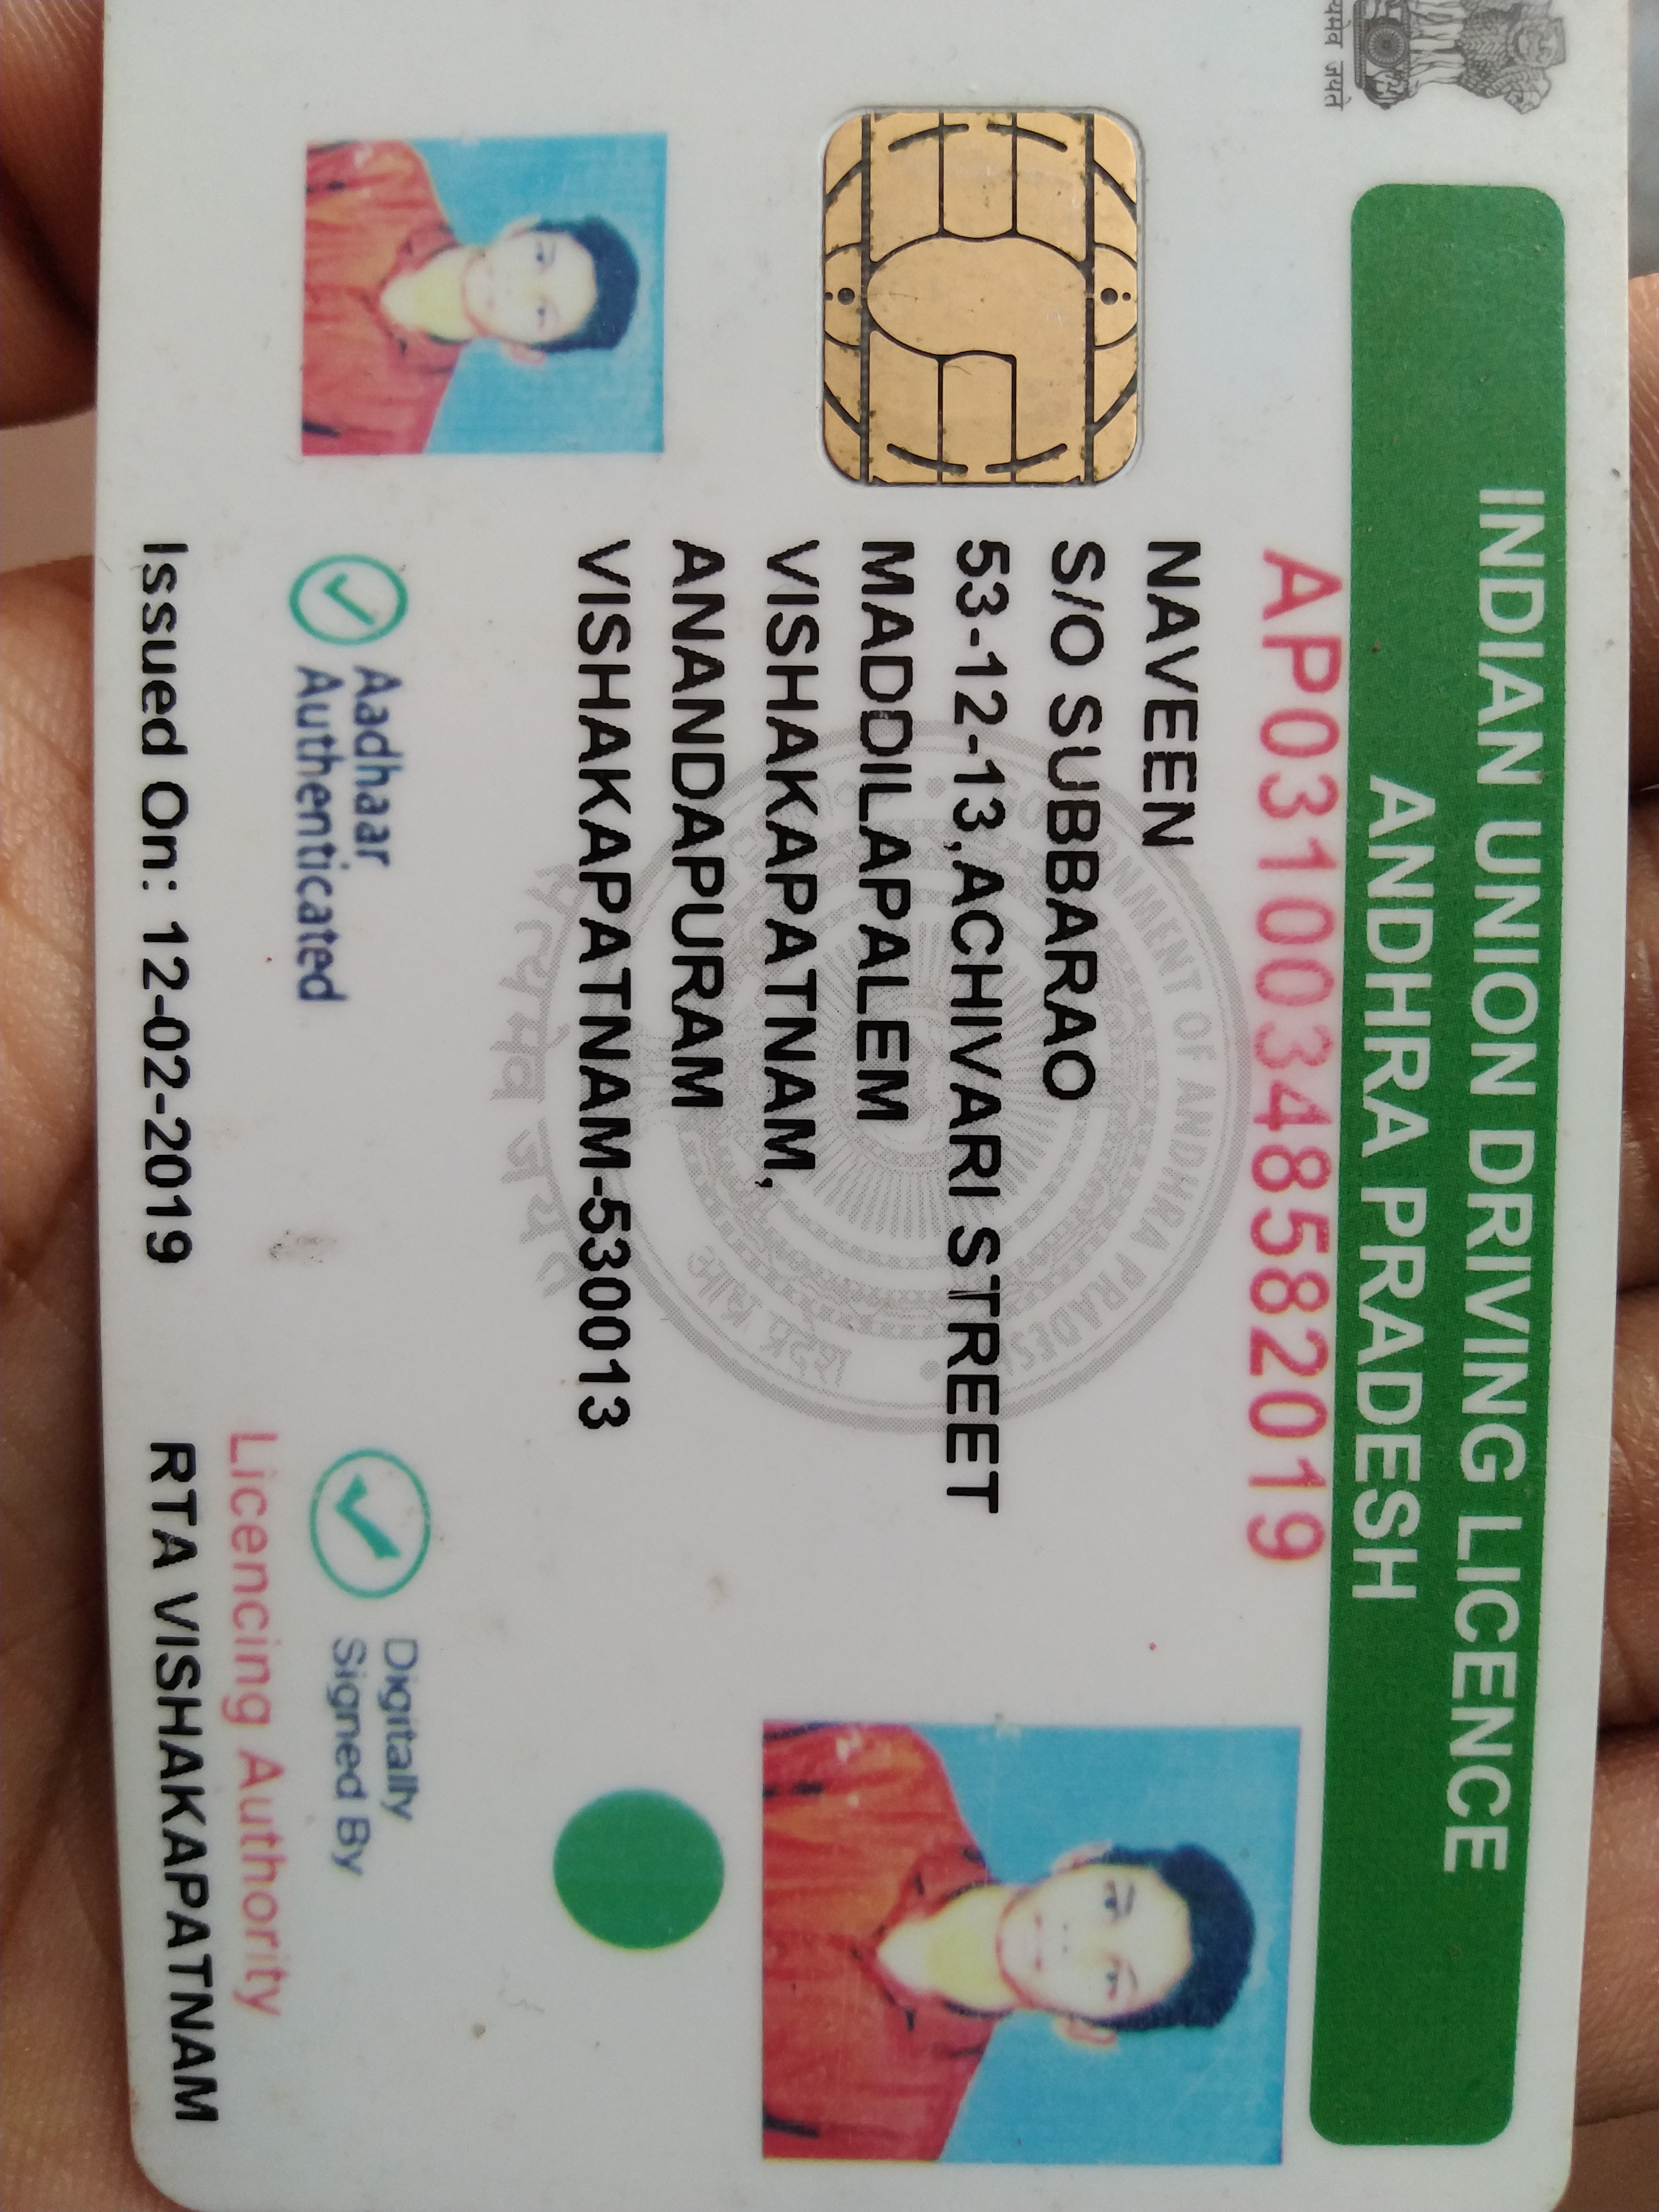 सत्यमेव जयते
INDIAN UNION DRIVING LICENCE
ANDHRA PRADESH
AP03100348582019
NAVEEN
S/O SUBBARAO
53-12-13,ACHIVARI STREET
MADDILAPALEM
VISHAKAPATNAM,
ANANDAPURAM
VISHAKAPATNAM-530013
GOVERNMENT OF ANDHRA PRADESH
सत्यमेव जयते
Aadhaar
Authenticated
Digitally
Signed By
Licencing Authority
Issued On: 12-02-2019
RTA VISHAKAPATNAM